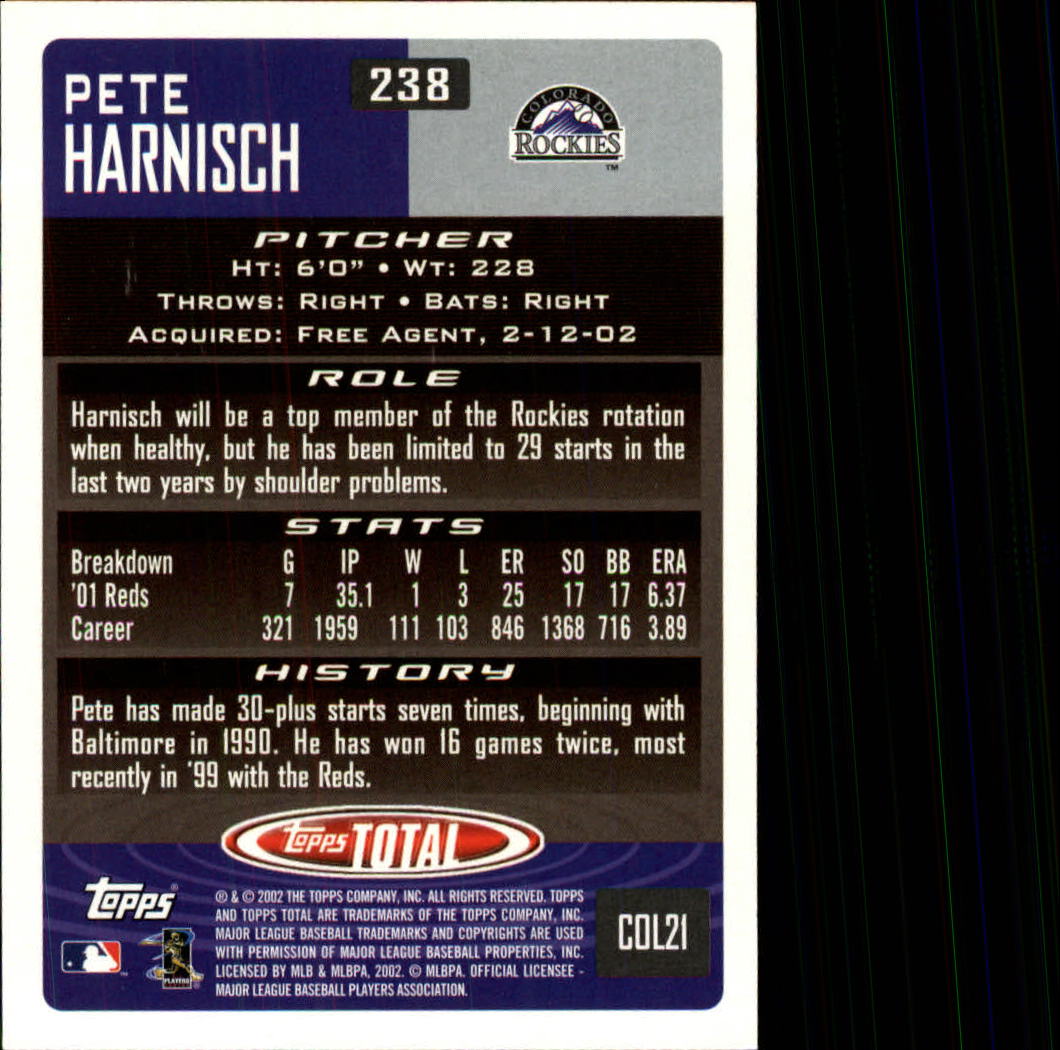 PETE
HARNISCH
238
COLORADO
ROCKIES
TM
PITCHER
HT: 6'0" • WT: 228
THROWS: RIGHT • BATS: RIGHT
ACQUIRED: FREE AGENT, 2-12-02
ROLE
Harnisch will be a top member of the Rockies rotation
when healthy, but he has been limited to 29 starts in the
last two years by shoulder problems.
STATS
Breakdown G IP W L ER SO BB ERA
'01 Reds 7 35.1 1 3 25 17 17 6.37
Career 321 1959 111 103 846 1368 716 3.89
HISTORY
Pete has made 30-plus starts seven times, beginning with
Baltimore in 1990. He has won 16 games twice, most
recently in '99 with the Reds.
topps TOTAL
topps®
® & © 2002 THE TOPPS COMPANY, INC. ALL RIGHTS RESERVED. TOPPS
AND TOPPS TOTAL ARE TRADEMARKS OF THE TOPPS COMPANY, INC.
MAJOR LEAGUE BASEBALL TRADEMARKS AND COPYRIGHTS ARE USED
WITH PERMISSION OF MAJOR LEAGUE BASEBALL PROPERTIES, INC.
LICENSED BY MLB & MLBPA, 2002. © MLBPA. OFFICIAL LICENSEE -
MAJOR LEAGUE BASEBALL PLAYERS ASSOCIATION.
PLAYERS
COL21